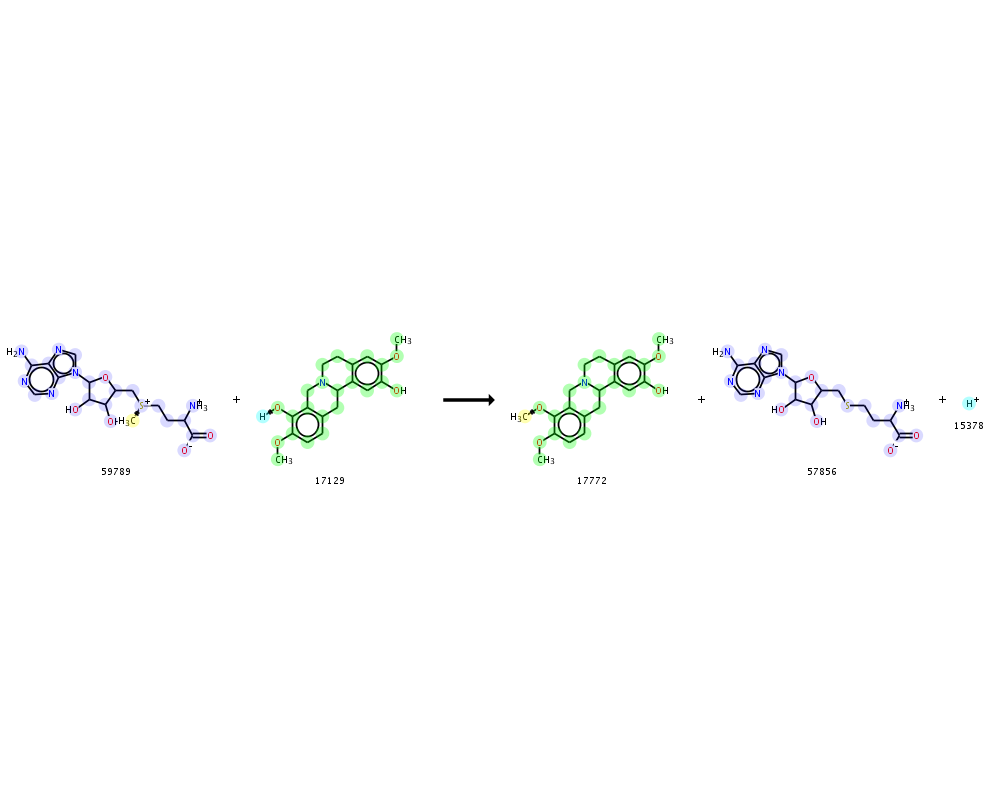 H₂N N N N N O HO OH H₃C S⁺ NH₃⁺ O O⁻
59789
+
CH₃ O OH N O H O CH₃
17129
CH₃ O OH N O H₃C O CH₃
17772
+
H₂N N N N N O HO OH S NH₃⁺ O O⁻
57856
+
H⁺
15378